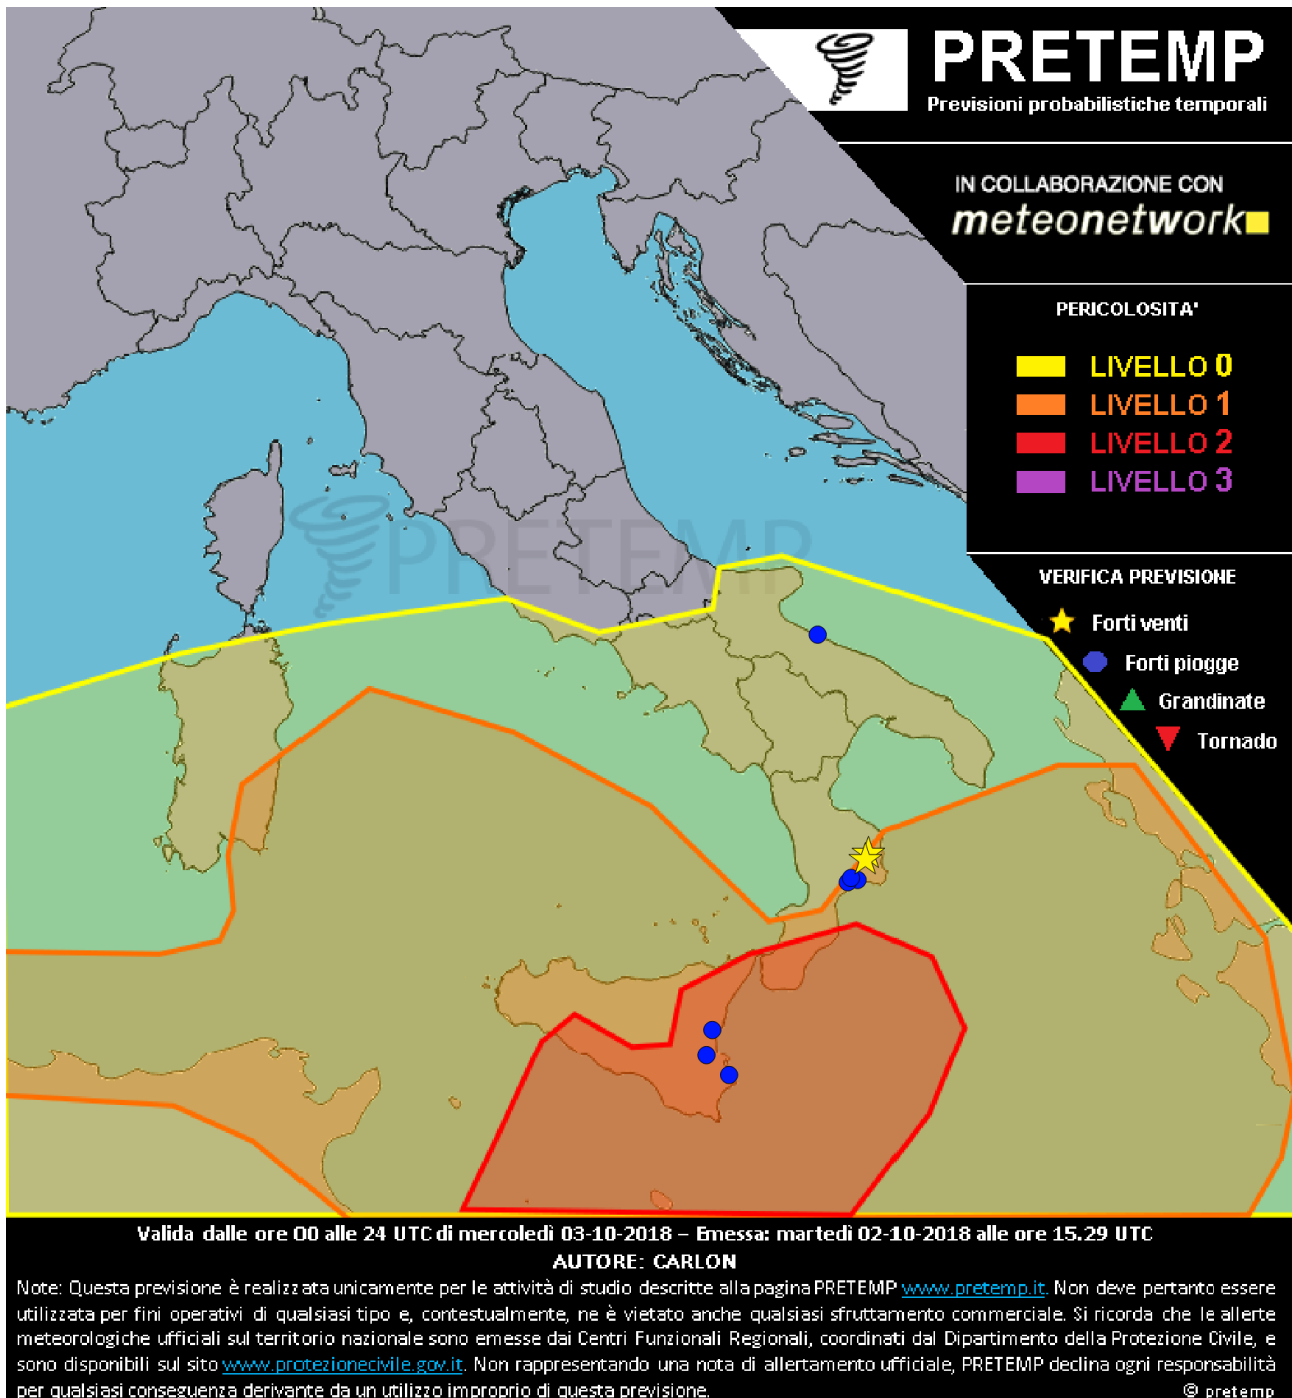 PRETEMP
Previsioni probabilistiche temporali
IN COLLABORAZIONE CON
meteonetwork
PERICOLOSITA'
LIVELLO 0
LIVELLO 1
LIVELLO 2
LIVELLO 3
PRETEMP
VERIFICA PREVISIONE
Forti venti
Forti piogge
Grandinate
Tornado
Valida dalle ore 00 alle 24 UTC di mercoledì 03-10-2018 – Emessa: martedì 02-10-2018 alle ore 15.29 UTC
AUTORE: CARLON
Note: Questa previsione è realizzata unicamente per le attività di studio descritte alla pagina PRETEMP www.pretemp.it. Non deve pertanto essere
utilizzata per fini operativi di qualsiasi tipo e, contestualmente, ne è vietato anche qualsiasi sfruttamento commerciale. Si ricorda che le allerte
meteorologiche ufficiali sul territorio nazionale sono emesse dai Centri Funzionali Regionali, coordinati dal Dipartimento della Protezione Civile, e
sono disponibili sul sito www.protezionecivile.gov.it. Non rappresentando una nota di allertamento ufficiale, PRETEMP declina ogni responsabilità
per qualsiasi conseguenza derivante da un utilizzo improprio di questa previsione.
© pretemp